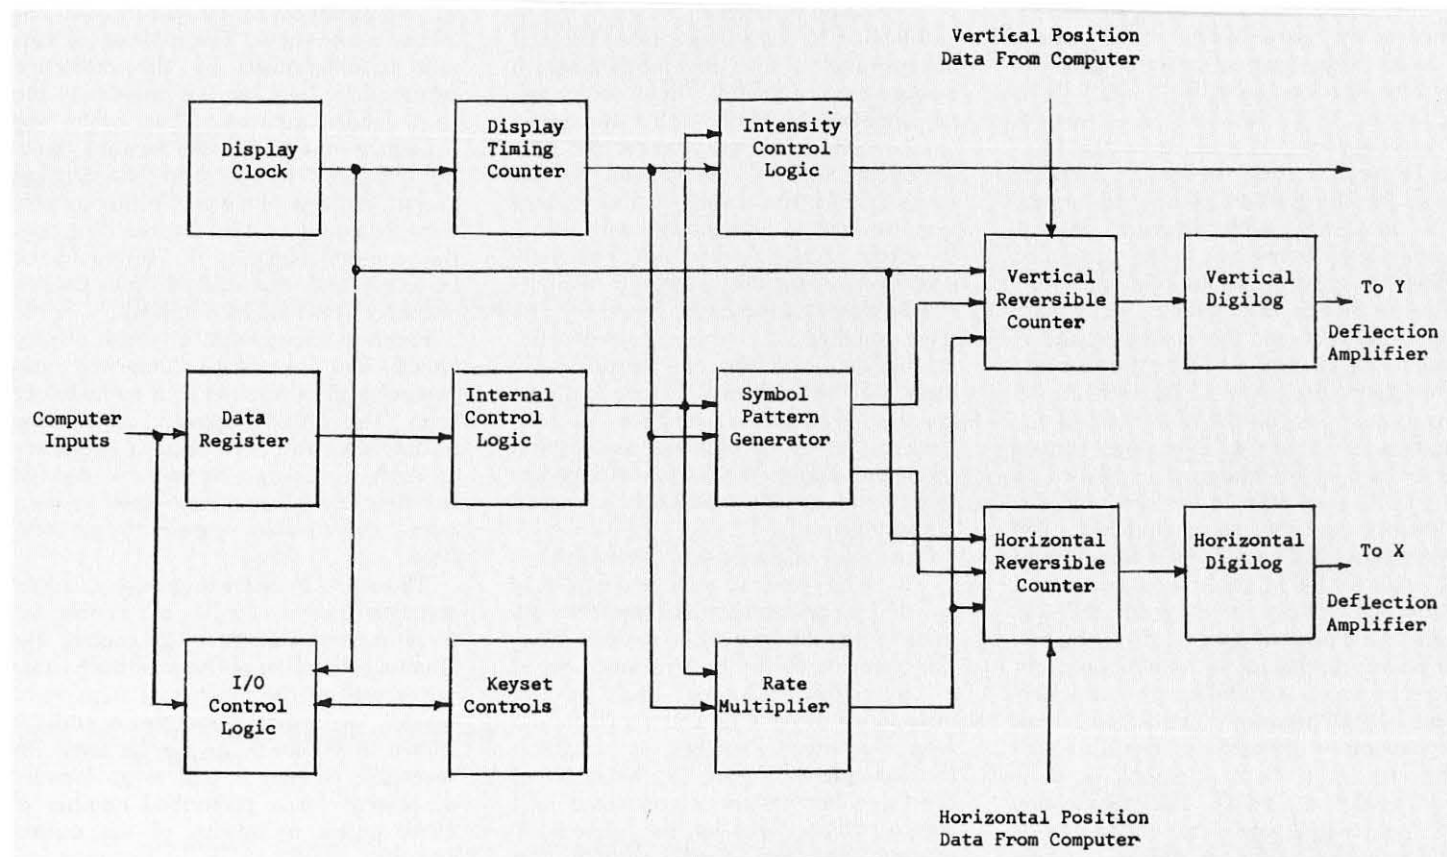 Vertical Position
Data From Computer
Display
Clock
Display
Timing
Counter
Intensity
Control
Logic
Vertical
Reversible
Counter
Vertical
Digilog
To Y
Deflection
Amplifier
Computer
Inputs
Data
Register
Internal
Control
Logic
Symbol
Pattern
Generator
Horizontal
Reversible
Counter
Horizontal
Digilog
To X
Deflection
Amplifier
I/O
Control
Logic
Keyset
Controls
Rate
Multiplier
Horizontal Position
Data From Computer